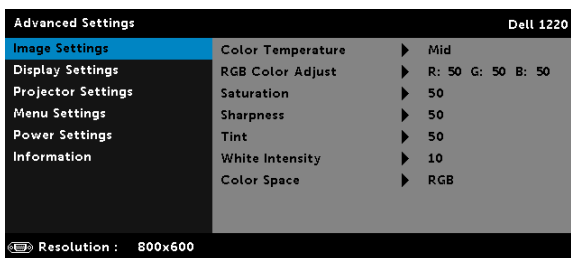 Advanced Settings Dell 1220
Image Settings Color Temperature Mid
Display Settings RGB Color Adjust R: 50 G: 50 B: 50
Projector Settings Saturation 50
Menu Settings Sharpness 50
Power Settings Tint 50
Information White Intensity 10
Color Space RGB
Resolution : 800x600